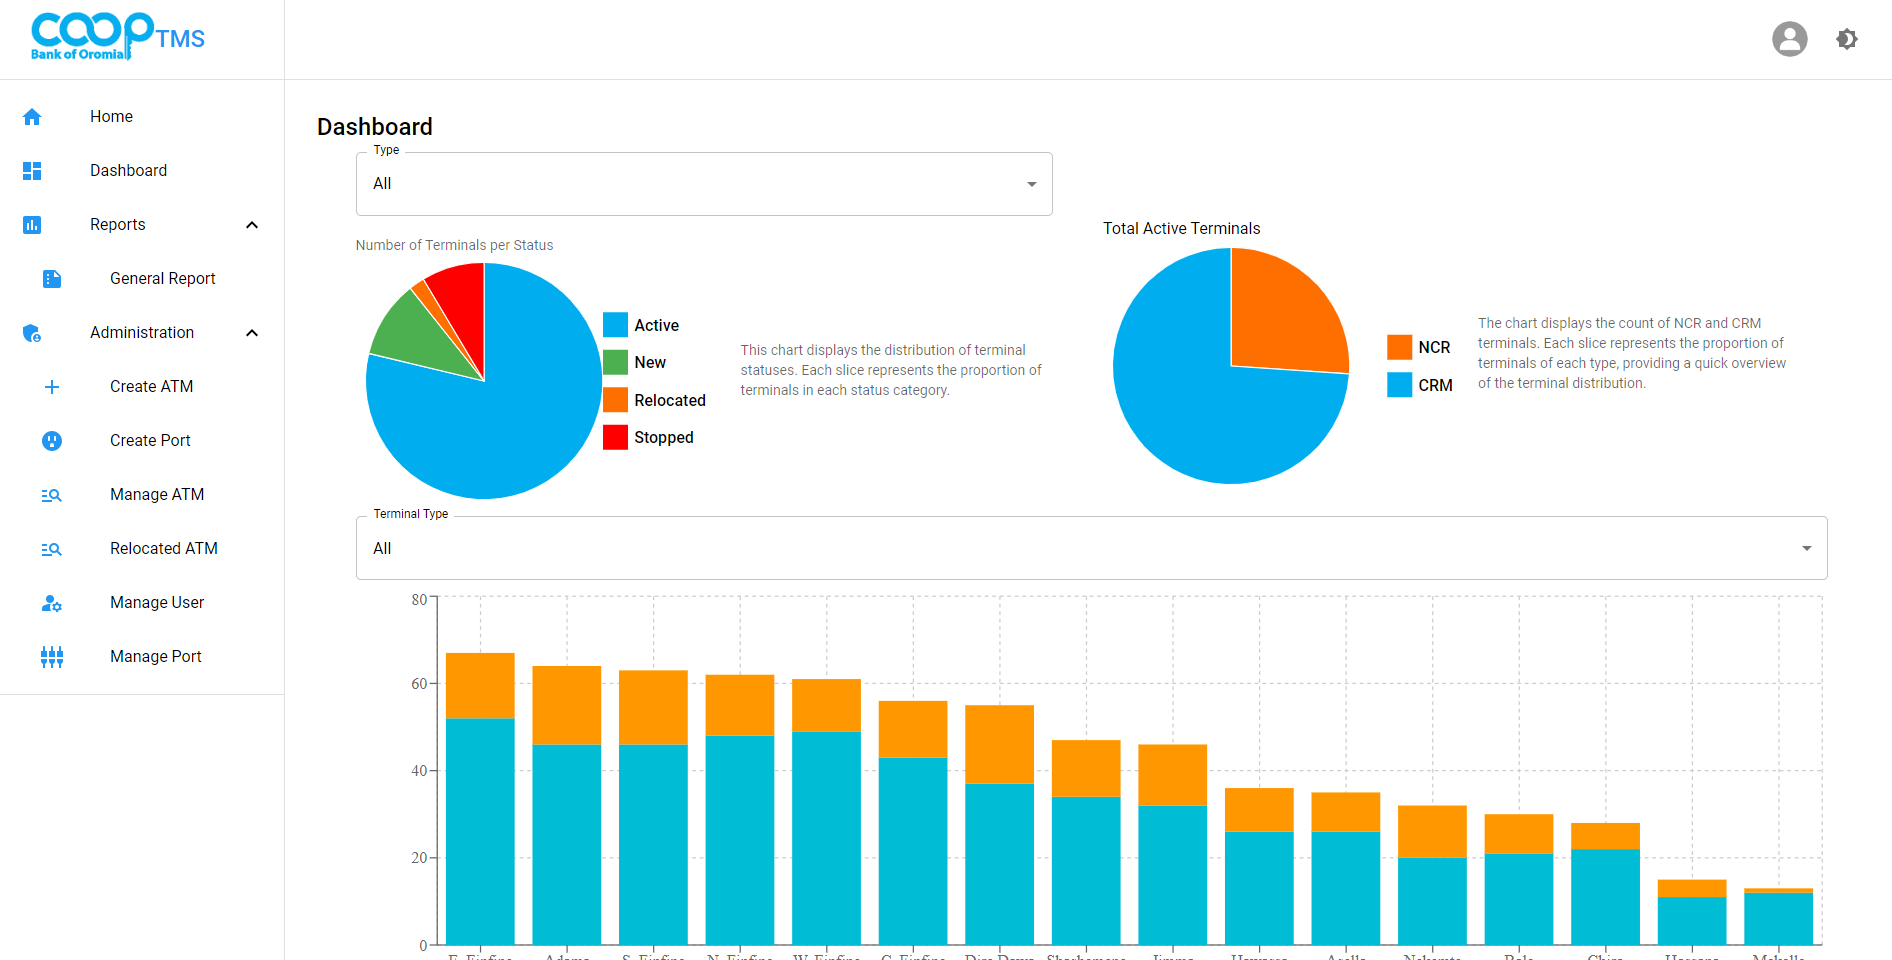 coop
Bank of Oromia
TMS
Home
Dashboard
Reports
General Report
Administration
Create ATM
Create Port
Manage ATM
Relocated ATM
Manage User
Manage Port
Dashboard
Type
All
Number of Terminals per Status
Active
New
Relocated
Stopped
This chart displays the distribution of terminal
statuses. Each slice represents the proportion of
terminals in each status category.
Total Active Terminals
NCR
CRM
The chart displays the count of NCR and CRM
terminals. Each slice represents the proportion of
terminals of each type, providing a quick overview
of the terminal distribution.
Terminal Type
All
80
60
40
20
0